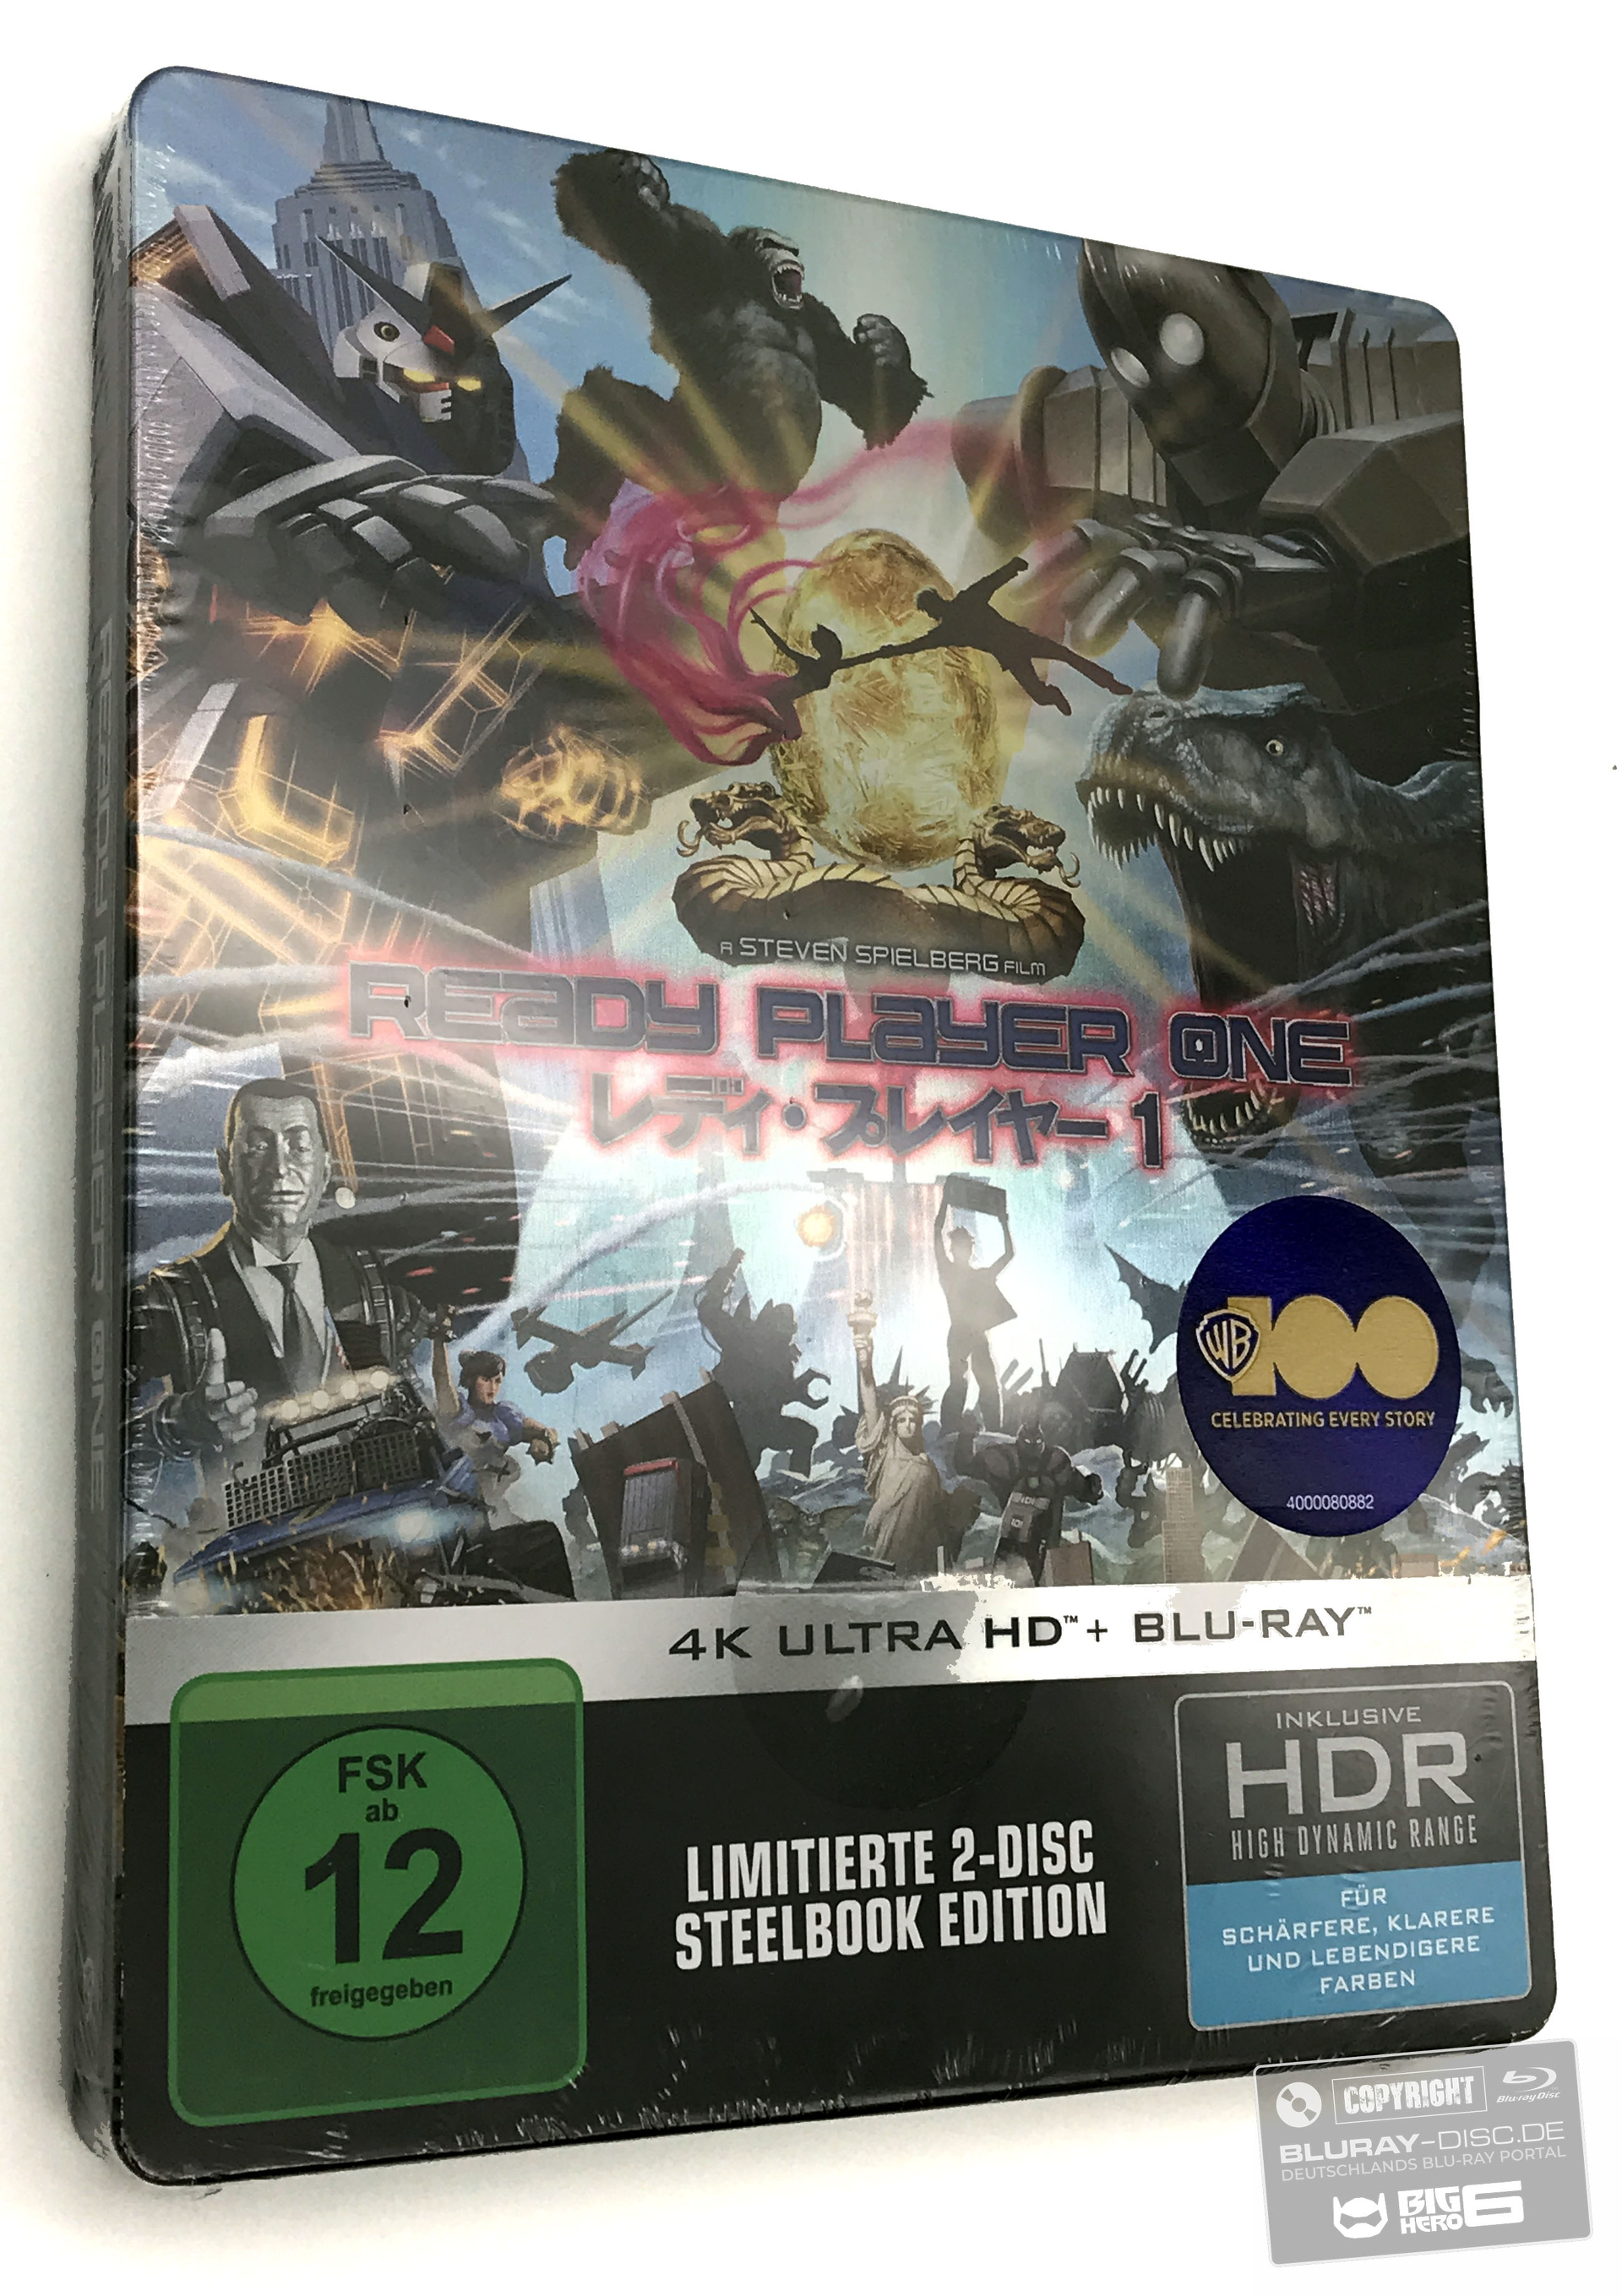 A STEVEN SPIELBERG FILM
READY PLAYER ONE
レディ・プレイヤー1
READY PLAYER ONE
WB 100
CELEBRATING EVERY STORY
4000080882
4K ULTRA HD™ + BLU-RAY™
FSK
ab
12
freigegeben
LIMITIERTE 2-DISC
STEELBOOK EDITION
INKLUSIVE
HDR
HIGH DYNAMIC RANGE
FÜR
SCHÄRFERE, KLARERE
UND LEBENDIGERE
FARBEN
COPYRIGHT
Blu-ray Disc
BLURAY-DISC.DE
DEUTSCHLANDS BLU-RAY PORTAL
BIG
HERO 6